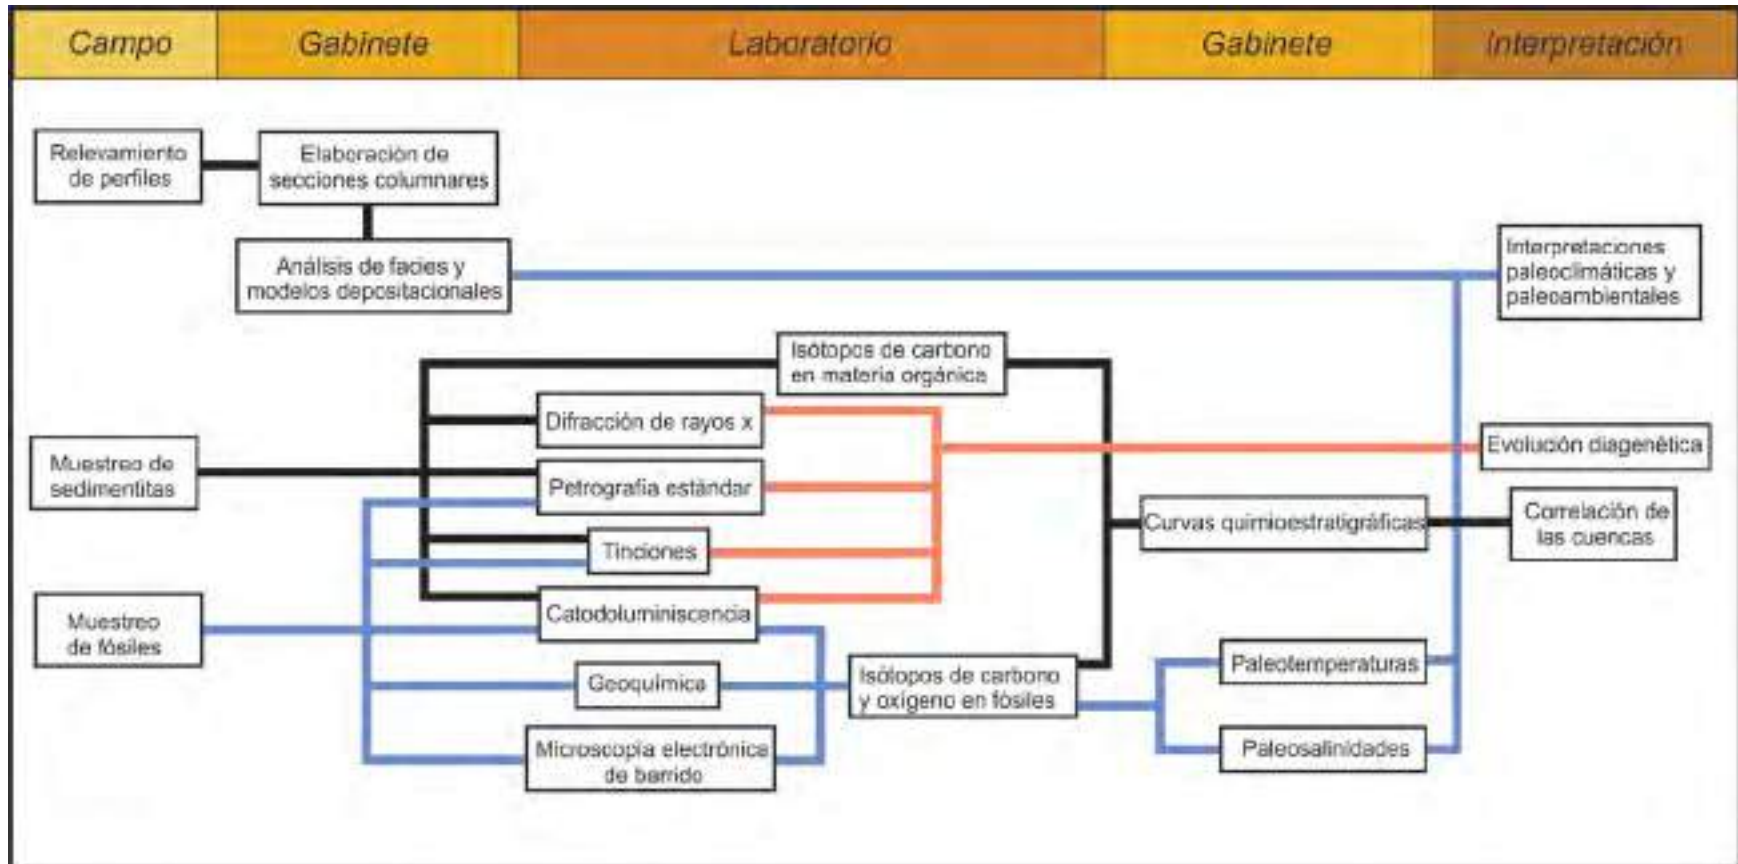 Campo
Gabinete
Laboratorio
Gabinete
Interpretación
Relevamiento
de perfiles
Elaboración de
secciones columnares
Análisis de facies y
modelos depositacionales
Interpretaciones
paleoclimáticas y
paleoambientales
Isótopos de carbono
en materia orgánica
Difracción de rayos x
Evolución diagenética
Muestreo de
sedimentitas
Petrografía estándar
Curvas quimioestratigráficas
Correlación de
las cuencas
Tinciones
Muestreo
de fósiles
Catodoluminiscencia
Geoquímica
Isótopos de carbono
y oxígeno en fósiles
Paleotemperaturas
Microscopía electrónica
de barrido
Paleosalinidades